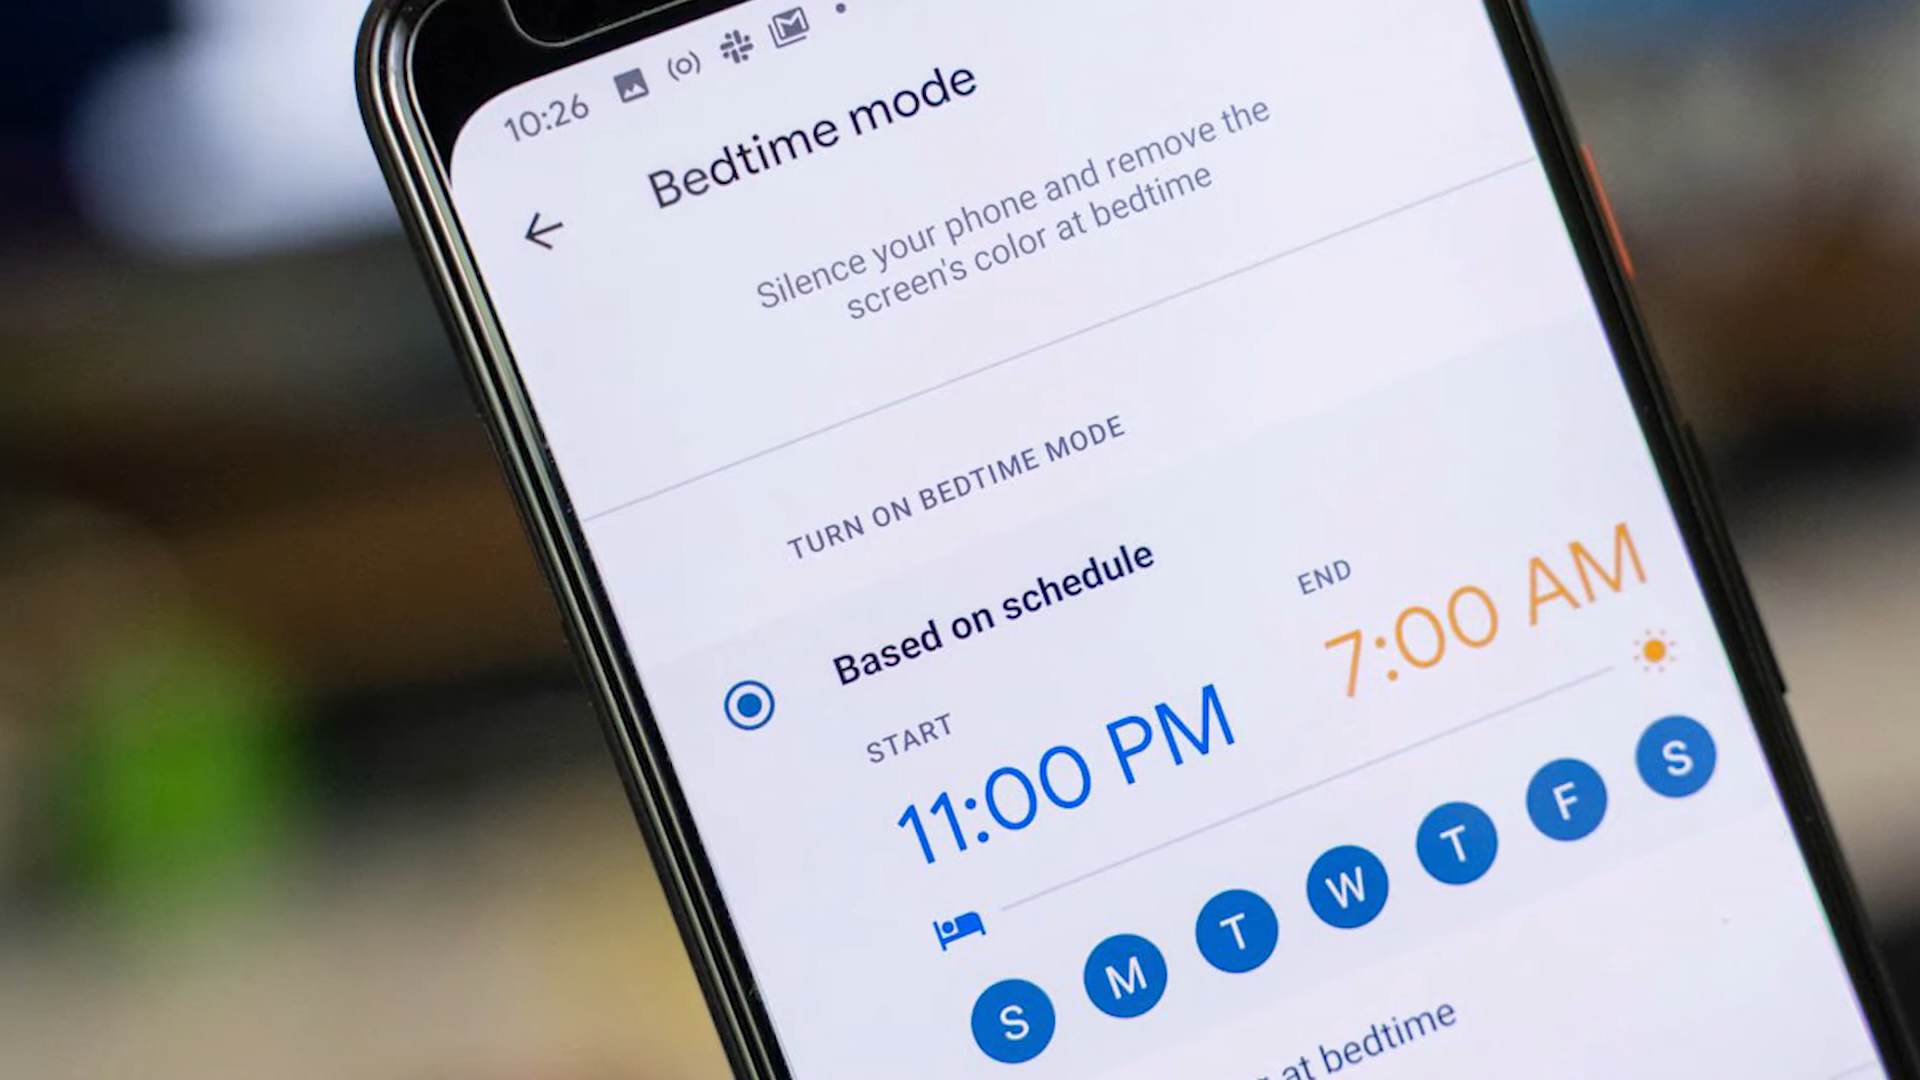 10:26
Bedtime mode
Silence your phone and remove the
screen's color at bedtime
TURN ON BEDTIME MODE
Based on schedule
START
END
11:00 PM
7:00 AM
S M T W T F S
at bedtime